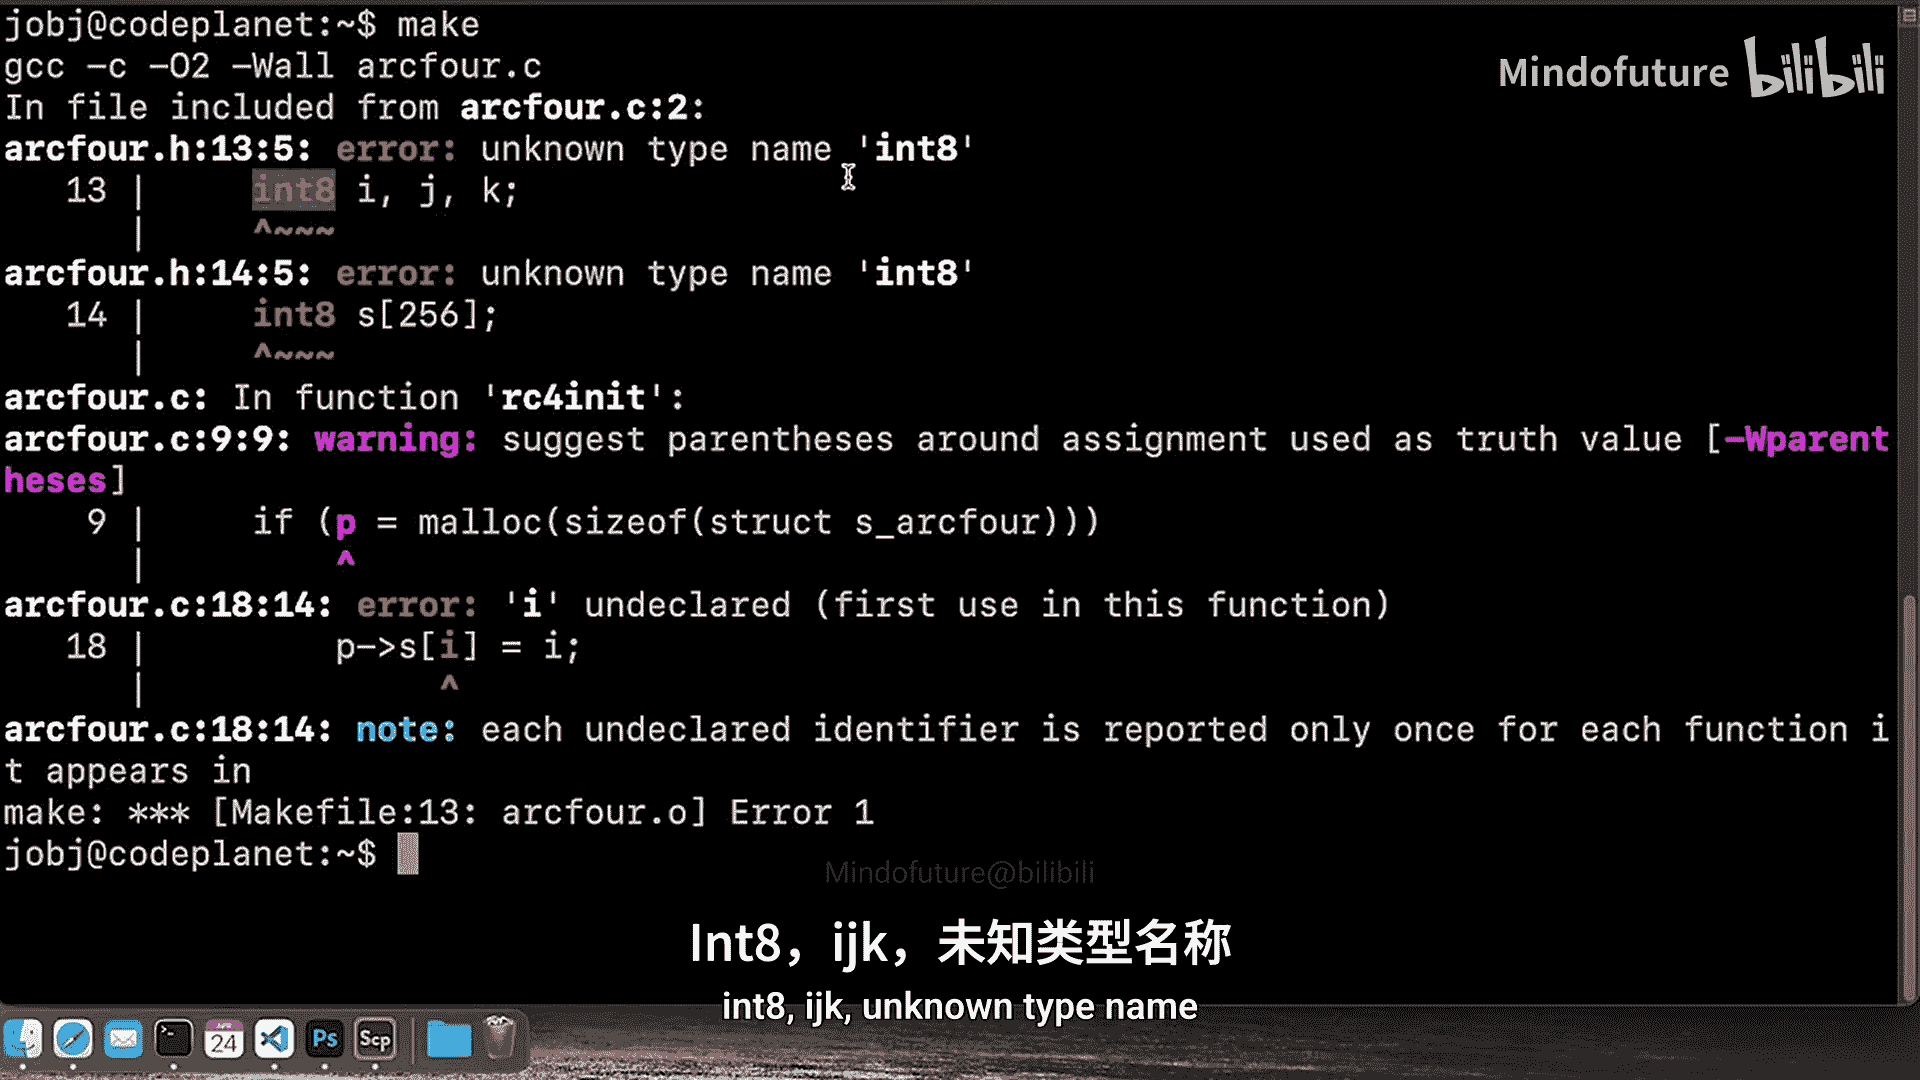 jobj@codeplanet:~$ make
gcc -c -O2 -Wall arcfour.c
Mindofuture bilibili
In file included from arcfour.c:2:
arcfour.h:13:5: error: unknown type name 'int8'
   13 |     int8 i, j, k;
      |     ^~~~
arcfour.h:14:5: error: unknown type name 'int8'
   14 |     int8 s[256];
      |     ^~~~
arcfour.c: In function 'rc4init':
arcfour.c:9:9: warning: suggest parentheses around assignment used as truth value [-Wparent
heses]
    9 |     if (p = malloc(sizeof(struct s_arcfour)))
      |         ^
arcfour.c:18:14: error: 'i' undeclared (first use in this function)
   18 |         p->s[i] = i;
      |              ^
arcfour.c:18:14: note: each undeclared identifier is reported only once for each function i
t appears in
make: *** [Makefile:13: arcfour.o] Error 1
jobj@codeplanet:~$
Mindofuture@bilibili
Int8，ijk，未知类型名称
int8, ijk, unknown type name
APR
24
Ps
Scp